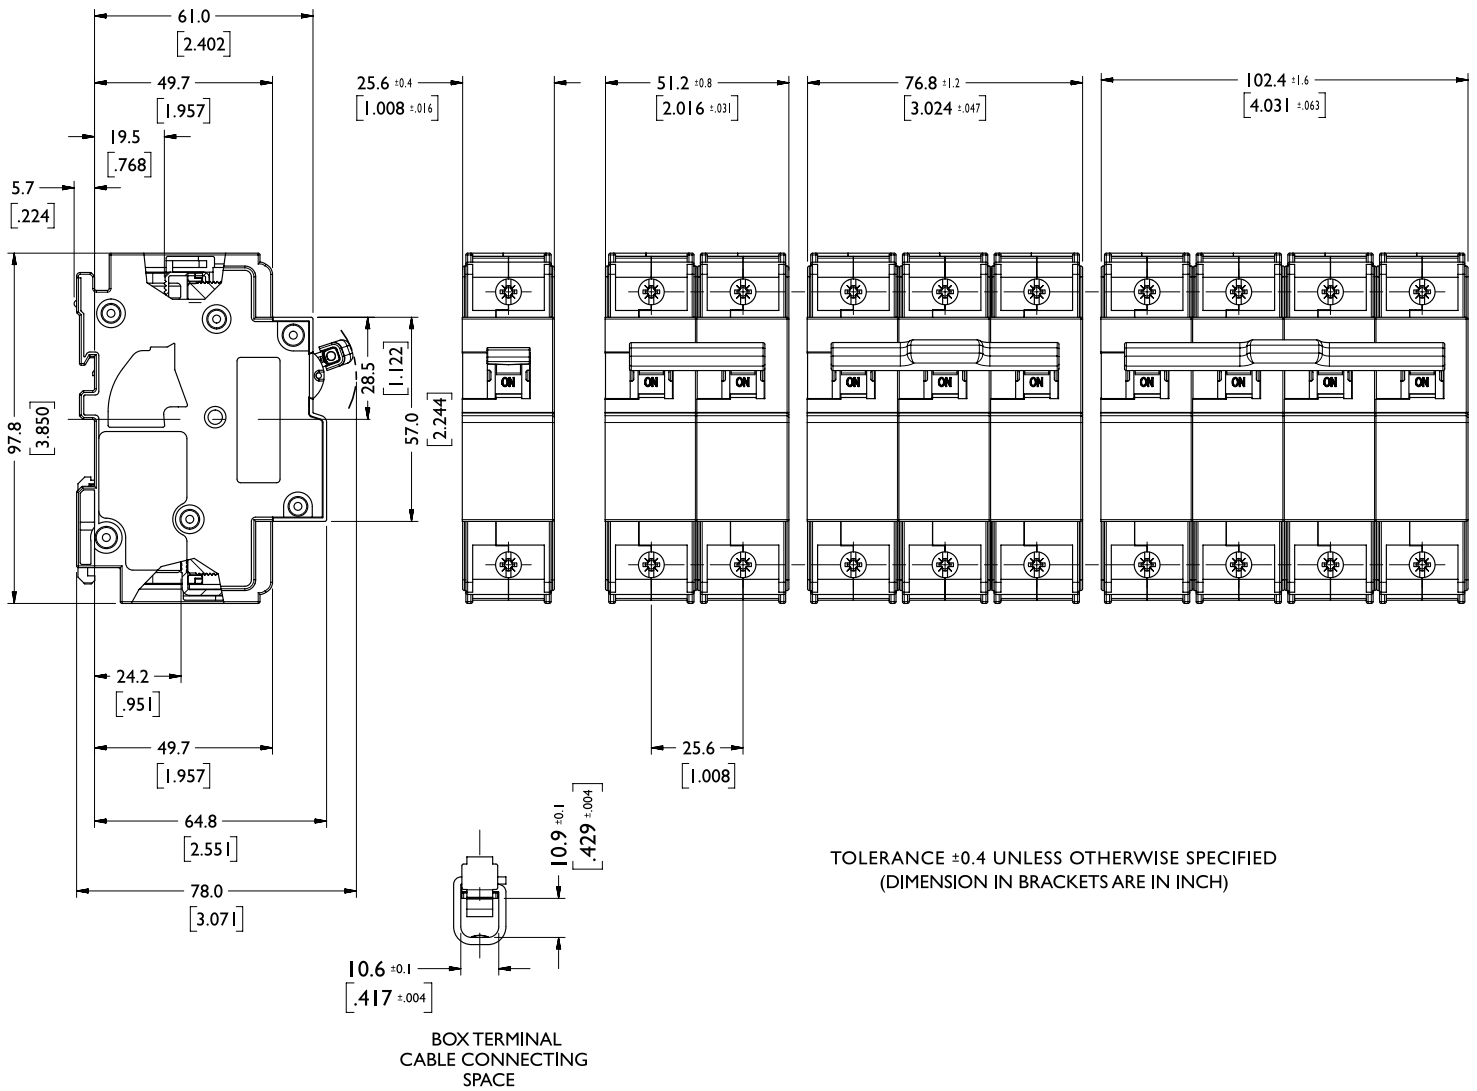 61.0
[2.402]
49.7
[1.957]
19.5
[.768]
5.7
[.224]
25.6 ±0.4
[1.008 ±.016]
51.2 ±0.8
[2.016 ±.031]
76.8 ±1.2
[3.024 ±.047]
102.4 ±1.6
[4.031 ±.063]
97.8
[3.850]
28.5
[1.122]
57.0
[2.244]
ON
ON
ON
ON
ON
ON
ON
ON
ON
ON
24.2
[.951]
49.7
[1.957]
64.8
[2.551]
78.0
[3.071]
25.6
[1.008]
10.9 ±0.1
[.429 ±.004]
10.6 ±0.1
[.417 ±.004]
BOX TERMINAL
CABLE CONNECTING
SPACE
TOLERANCE ±0.4 UNLESS OTHERWISE SPECIFIED
(DIMENSION IN BRACKETS ARE IN INCH)